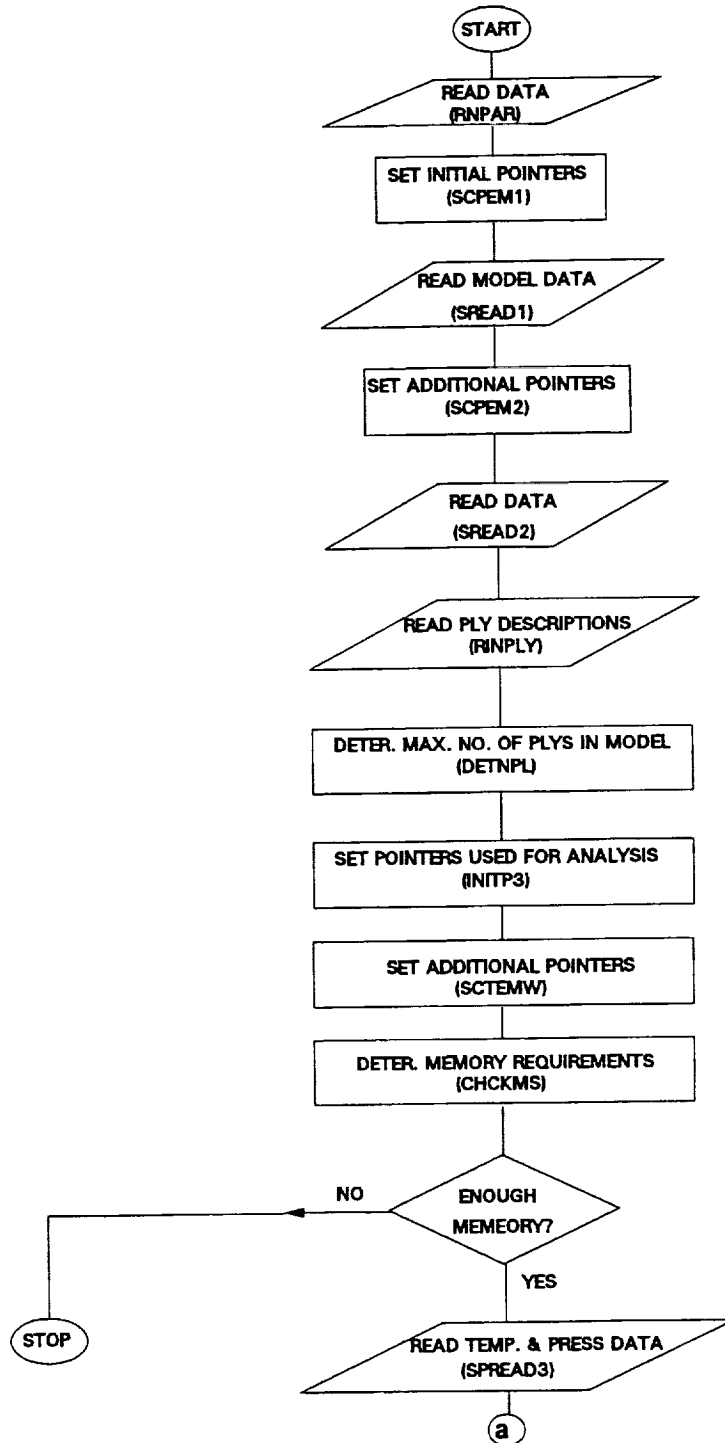 START
READ DATA
(RNPAR)
SET INITIAL POINTERS
(SCPEM1)
READ MODEL DATA
(SREAD1)
SET ADDITIONAL POINTERS
(SCPEM2)
READ DATA
(SREAD2)
READ PLY DESCRIPTIONS
(RINPLY)
DETER. MAX. NO. OF PLYS IN MODEL
(DETNPL)
SET POINTERS USED FOR ANALYSIS
(INITP3)
SET ADDITIONAL POINTERS
(SCTEMW)
DETER. MEMORY REQUIREMENTS
(CHCKMS)
NO
ENOUGH
MEMEORY?
YES
STOP
READ TEMP. & PRESS DATA
(SPREAD3)
a